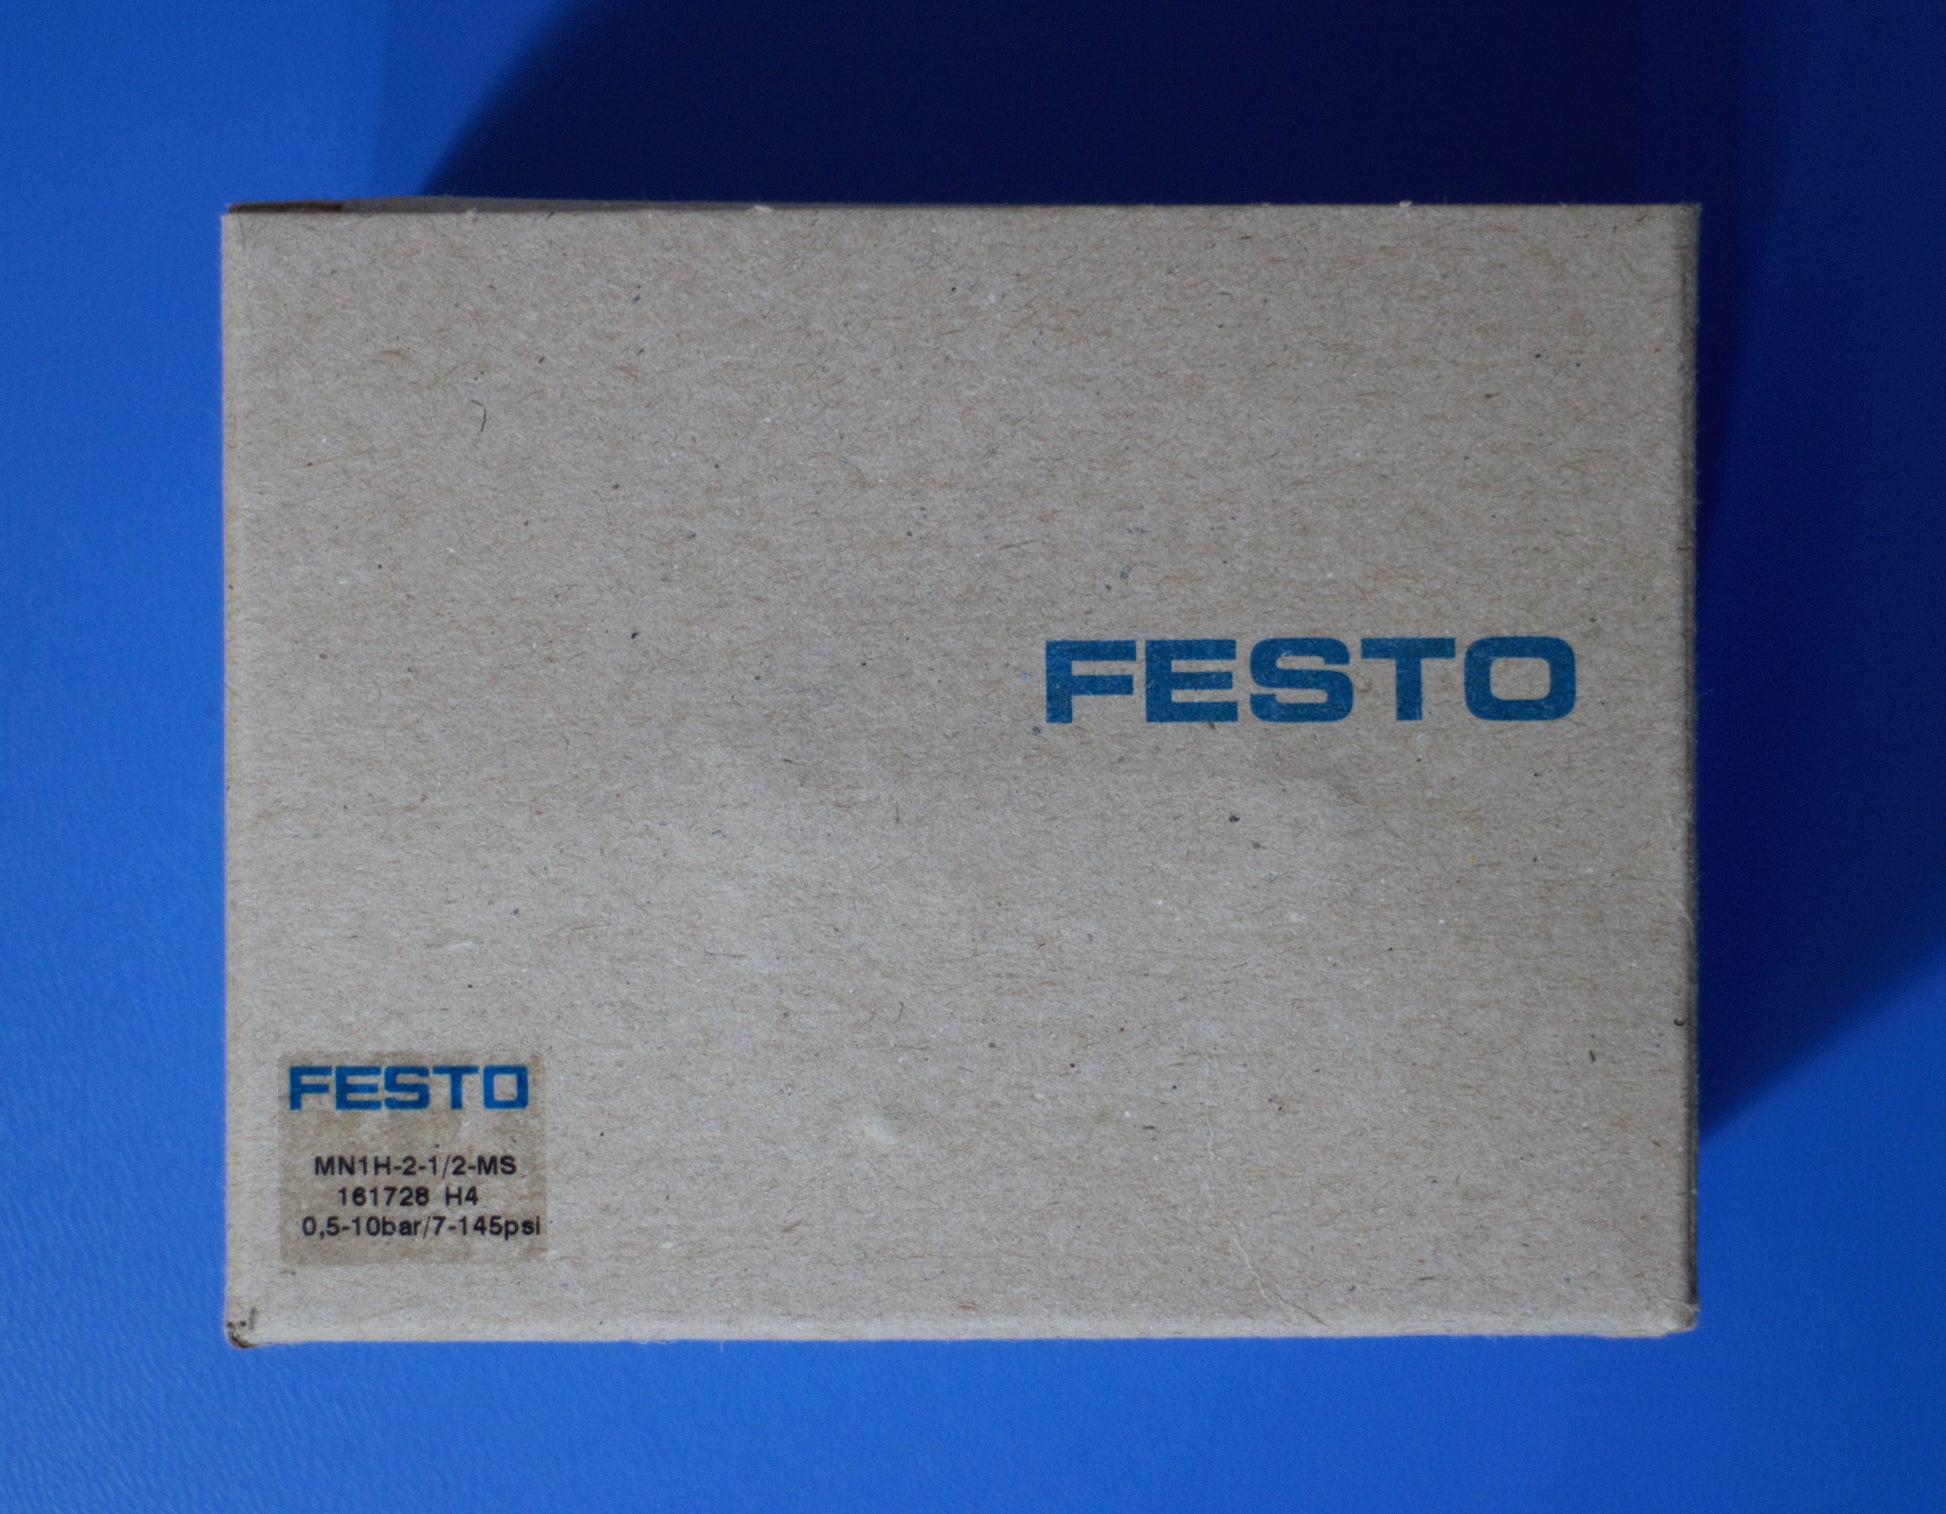 FESTO
FESTO
MN1H-2-1/2-MS
161728 H4
0,5-10bar/7-145psi